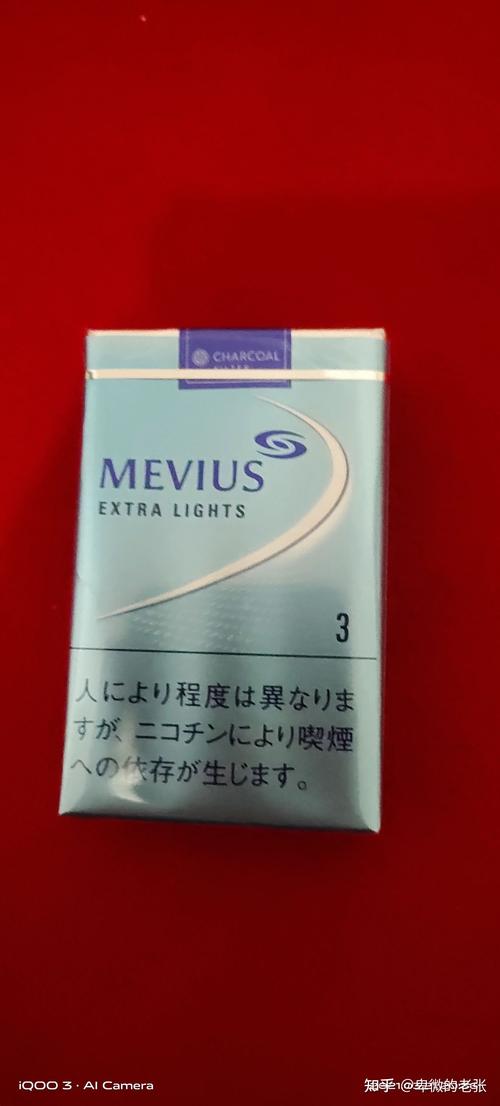 CHARCOAL
FILTER
MEVIUS
EXTRA LIGHTS
3
人により程度は異なりま
すが、ニコチンにより喫煙
への依存が生じます。
iQOO 3 · AI Camera
知乎 @卑微的老张